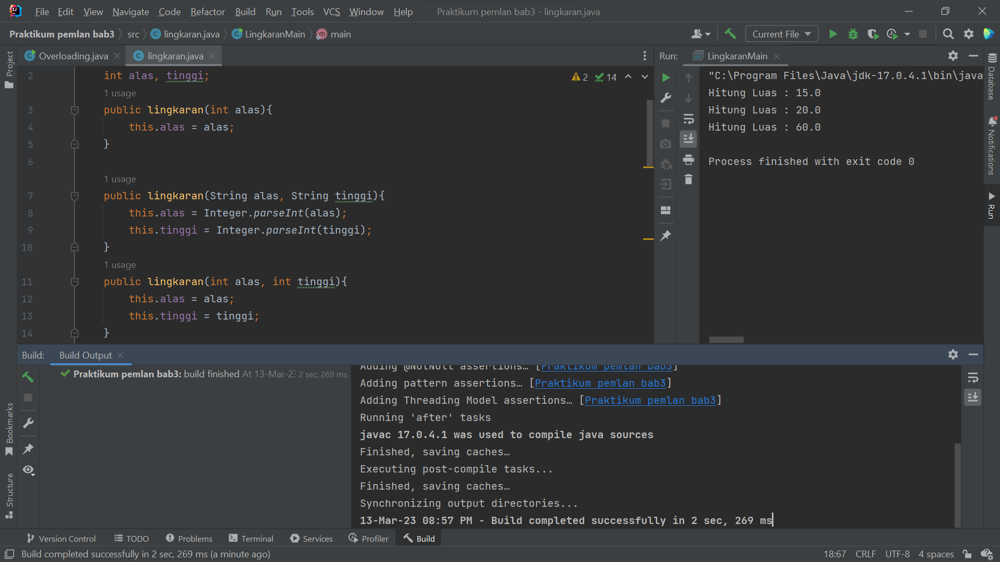 File Edit View Navigate Code Refactor Build Run Tools VCS Window Help Praktikum pemlan bab3 - lingkaran.java
Praktikum pemlan bab3 src lingkaran.java LingkaranMain main Current File
Project
Overloading.java lingkaran.java
2 int alas, tinggi;
2 14
1 usage
3 public lingkaran(int alas){
4 this.alas = alas;
5 }
6
1 usage
7 public lingkaran(String alas, String tinggi){
8 this.alas = Integer.parseInt(alas);
9 this.tinggi = Integer.parseInt(tinggi);
10 }
1 usage
11 public lingkaran(int alas, int tinggi){
12 this.alas = alas;
13 this.tinggi = tinggi;
14 }
Run: LingkaranMain
"C:\Program Files\Java\jdk-17.0.4.1\bin\java
Hitung Luas : 15.0
Hitung Luas : 20.0
Hitung Luas : 60.0
Process finished with exit code 0
Database
Notifications
Run
Build: Build Output
Praktikum pemlan bab3: build finished At 13-Mar-23 2 sec, 269 ms
Adding @NotNull assertions… [Praktikum pemlan bab3]
Adding pattern assertions… [Praktikum pemlan bab3]
Adding Threading Model assertions… [Praktikum pemlan bab3]
Running 'after' tasks
javac 17.0.4.1 was used to compile java sources
Finished, saving caches…
Executing post-compile tasks...
Finished, saving caches…
Synchronizing output directories...
13-Mar-23 08:57 PM - Build completed successfully in 2 sec, 269 ms
Bookmarks
Structure
Version Control TODO Problems Terminal Services Profiler Build
Build completed successfully in 2 sec, 269 ms (a minute ago) 18:67 CRLF UTF-8 4 spaces